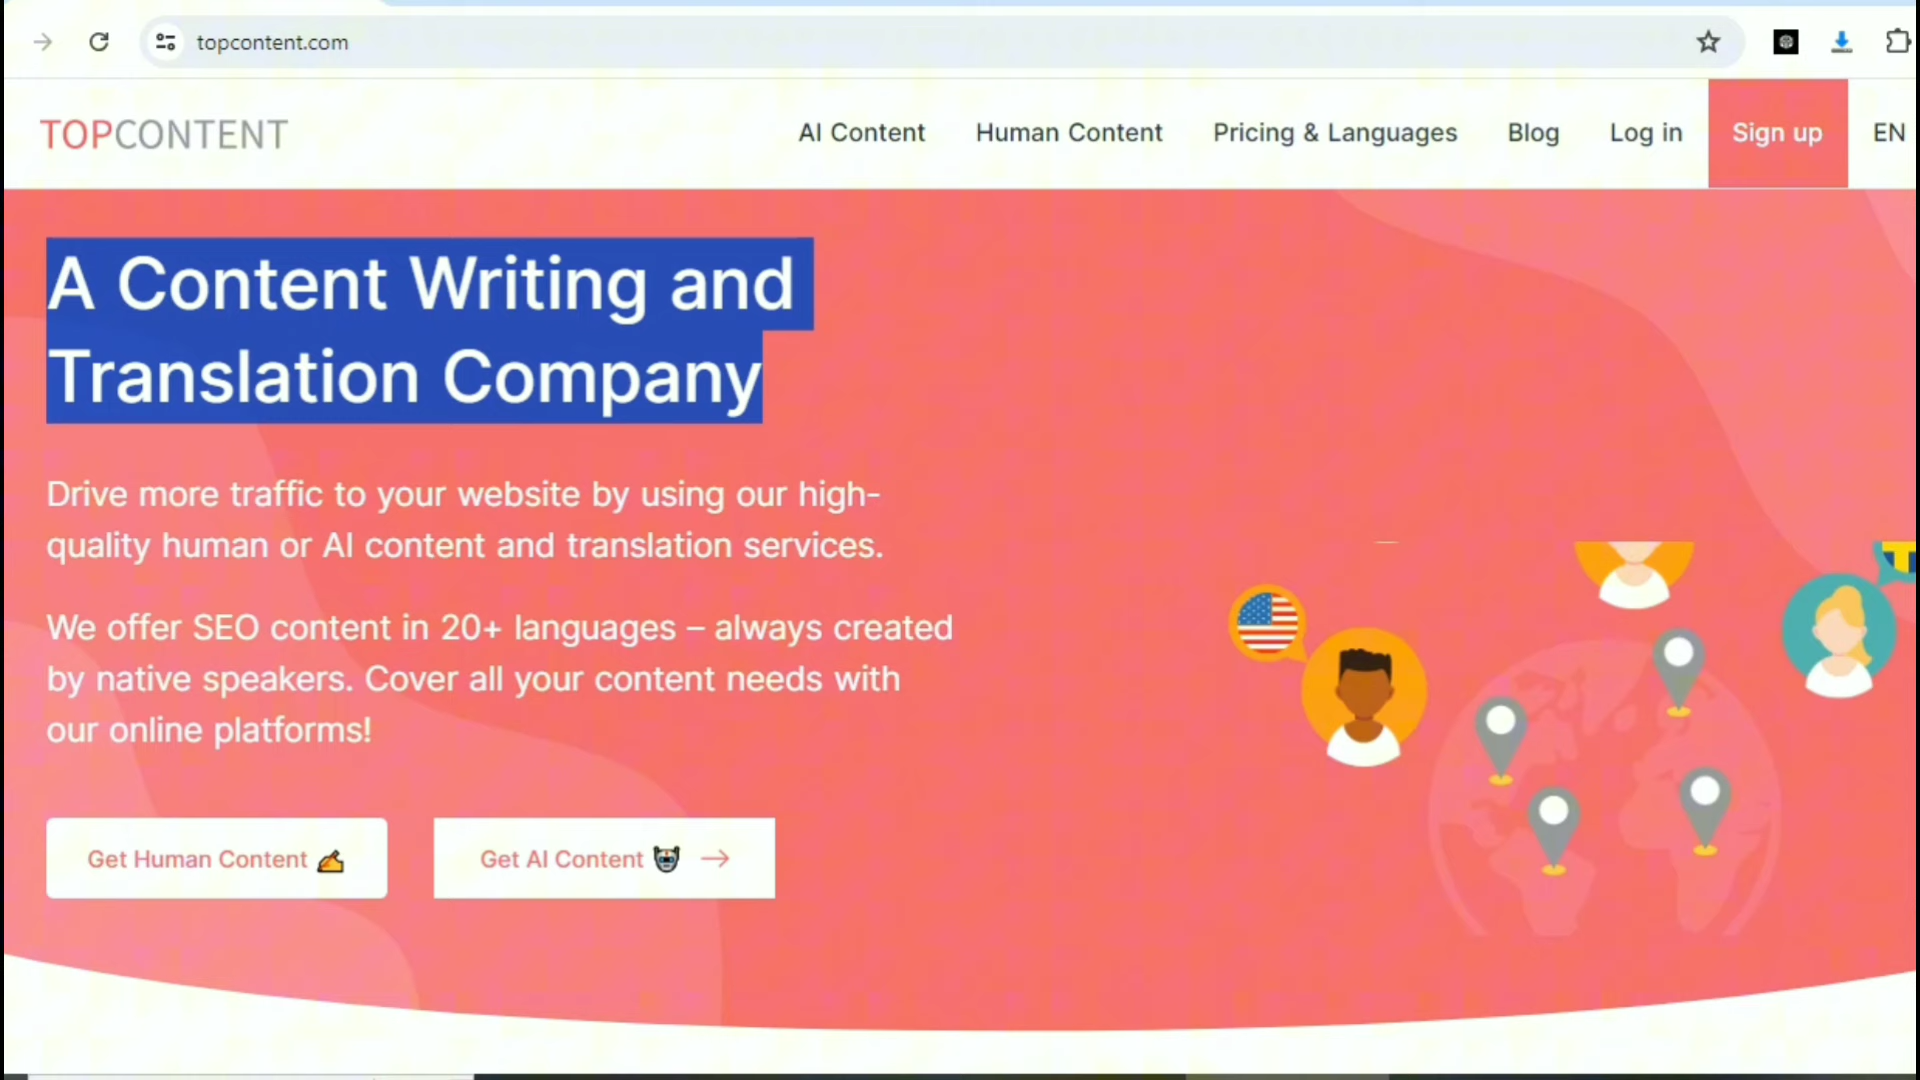 topcontent.com
TOPCONTENT
AI Content
Human Content
Pricing & Languages
Blog
Log in
Sign up
EN
A Content Writing and
Translation Company
Drive more traffic to your website by using our high-
quality human or AI content and translation services.
We offer SEO content in 20+ languages – always created
by native speakers. Cover all your content needs with
our online platforms!
Get Human Content ✍
Get AI Content 🤖 →